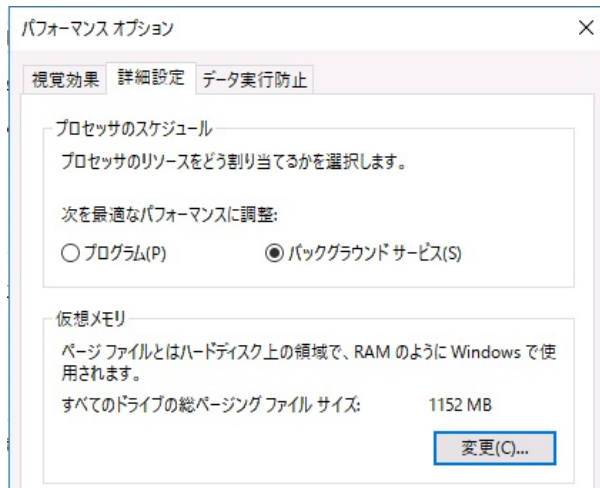 パフォーマンス オプション
視覚効果 詳細設定 データ実行防止
プロセッサのスケジュール
プロセッサのリソースをどう割り当てるかを選択します。
次を最適なパフォーマンスに調整:
プログラム(P) バックグラウンド サービス(S)
仮想メモリ
ページ ファイルとはハードディスク上の領域で、RAM のように Windows で使
用されます。
すべてのドライブの総ページング ファイル サイズ: 1152 MB
変更(C)...